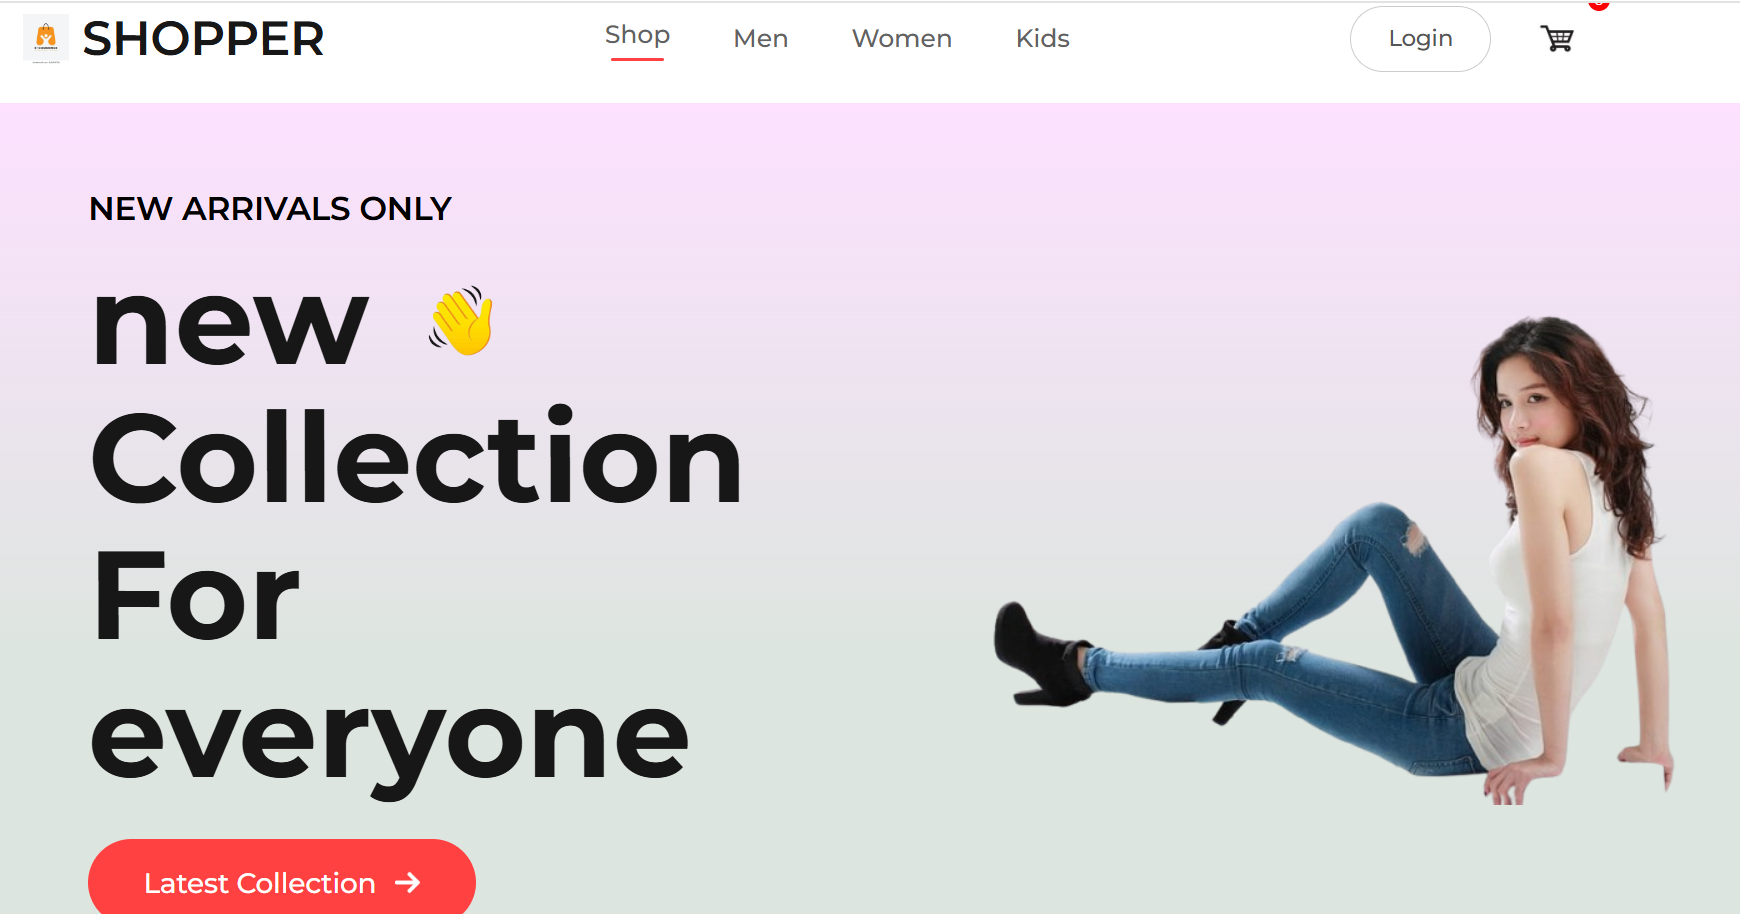 SHOPPER
Shop
Men
Women
Kids
Login
NEW ARRIVALS ONLY
new
Collection
For
everyone
Latest Collection